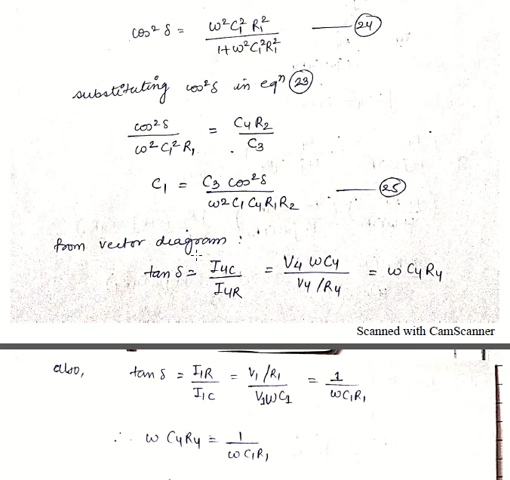 cos²δ = ω²C₁²R₁² / 1+ω²C₁²R₁² —— (24)
substituting cos²δ in eqⁿ (23)
cos²δ / ω²C₁²R₁ = C₄R₂ / C₃
C₁ = C₃ cos²δ / ω²C₁C₄R₁R₂ —— (25)
from vector diagram :
tan δ = I₄C / I₄R = V₄ωC₄ / V₄/R₄ = ωC₄R₄
Scanned with CamScanner
also, tan δ = I₁R / I₁C = V₁/R₁ / V₁ωC₁ = 1 / ωC₁R₁
∴ ωC₄R₄ = 1 / ωC₁R₁